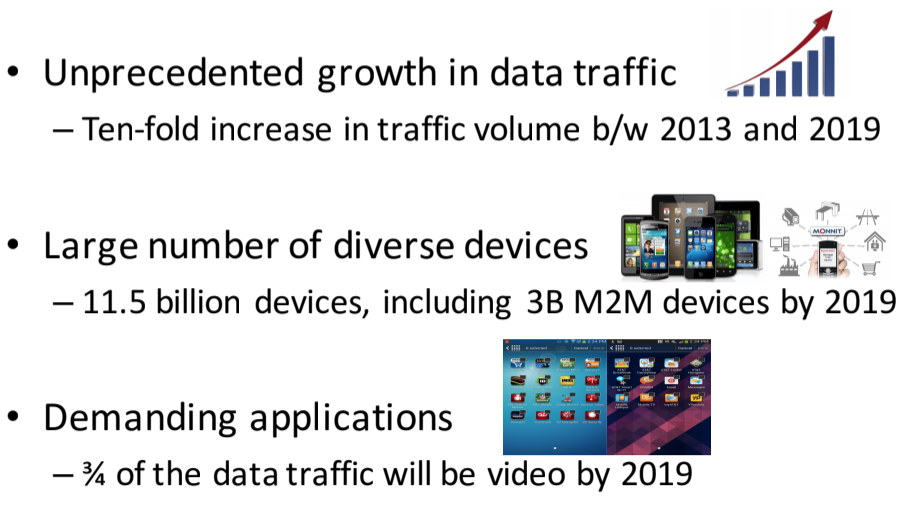 • Unprecedented growth in data traffic
– Ten-fold increase in traffic volume b/w 2013 and 2019
• Large number of diverse devices
MONNIT
– 11.5 billion devices, including 3B M2M devices by 2019
• Demanding applications
– ¾ of the data traffic will be video by 2019